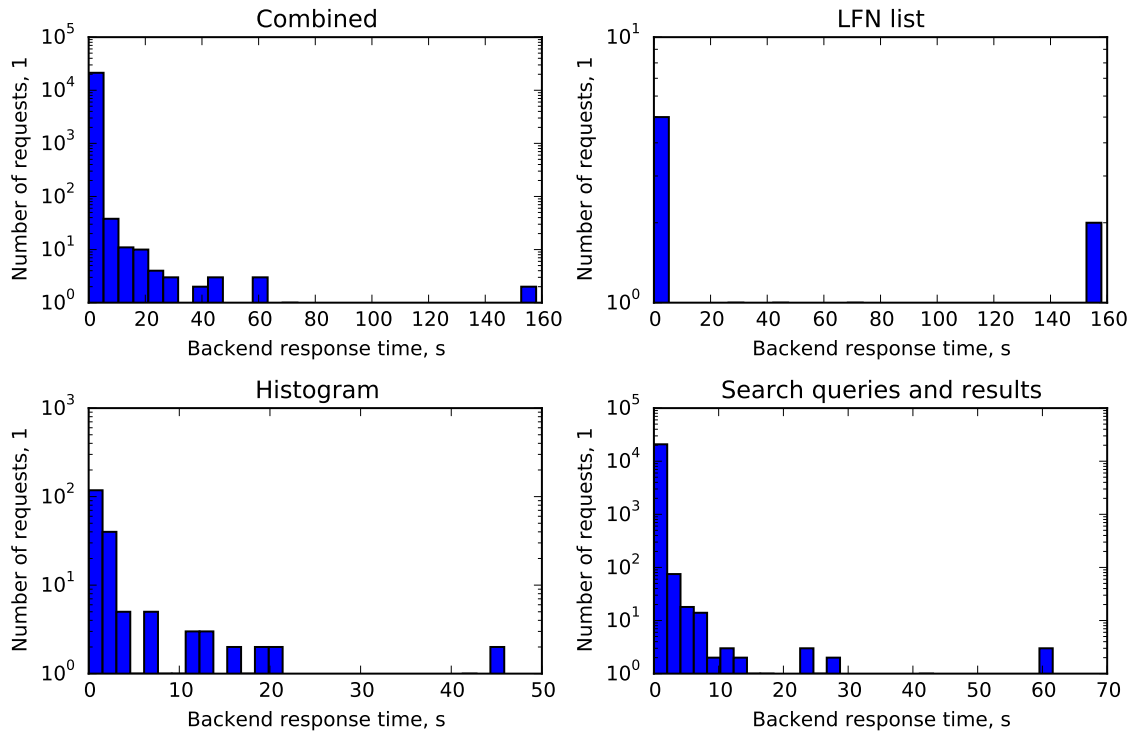 Combined
Number of requests, 1
10^5
10^4
10^3
10^2
10^1
10^0
0 20 40 60 80 100 120 140 160
Backend response time, s
LFN list
Number of requests, 1
10^1
10^0
0 20 40 60 80 100 120 140 160
Backend response time, s
Histogram
Number of requests, 1
10^3
10^2
10^1
10^0
0 10 20 30 40 50
Backend response time, s
Search queries and results
Number of requests, 1
10^5
10^4
10^3
10^2
10^1
10^0
0 10 20 30 40 50 60 70
Backend response time, s